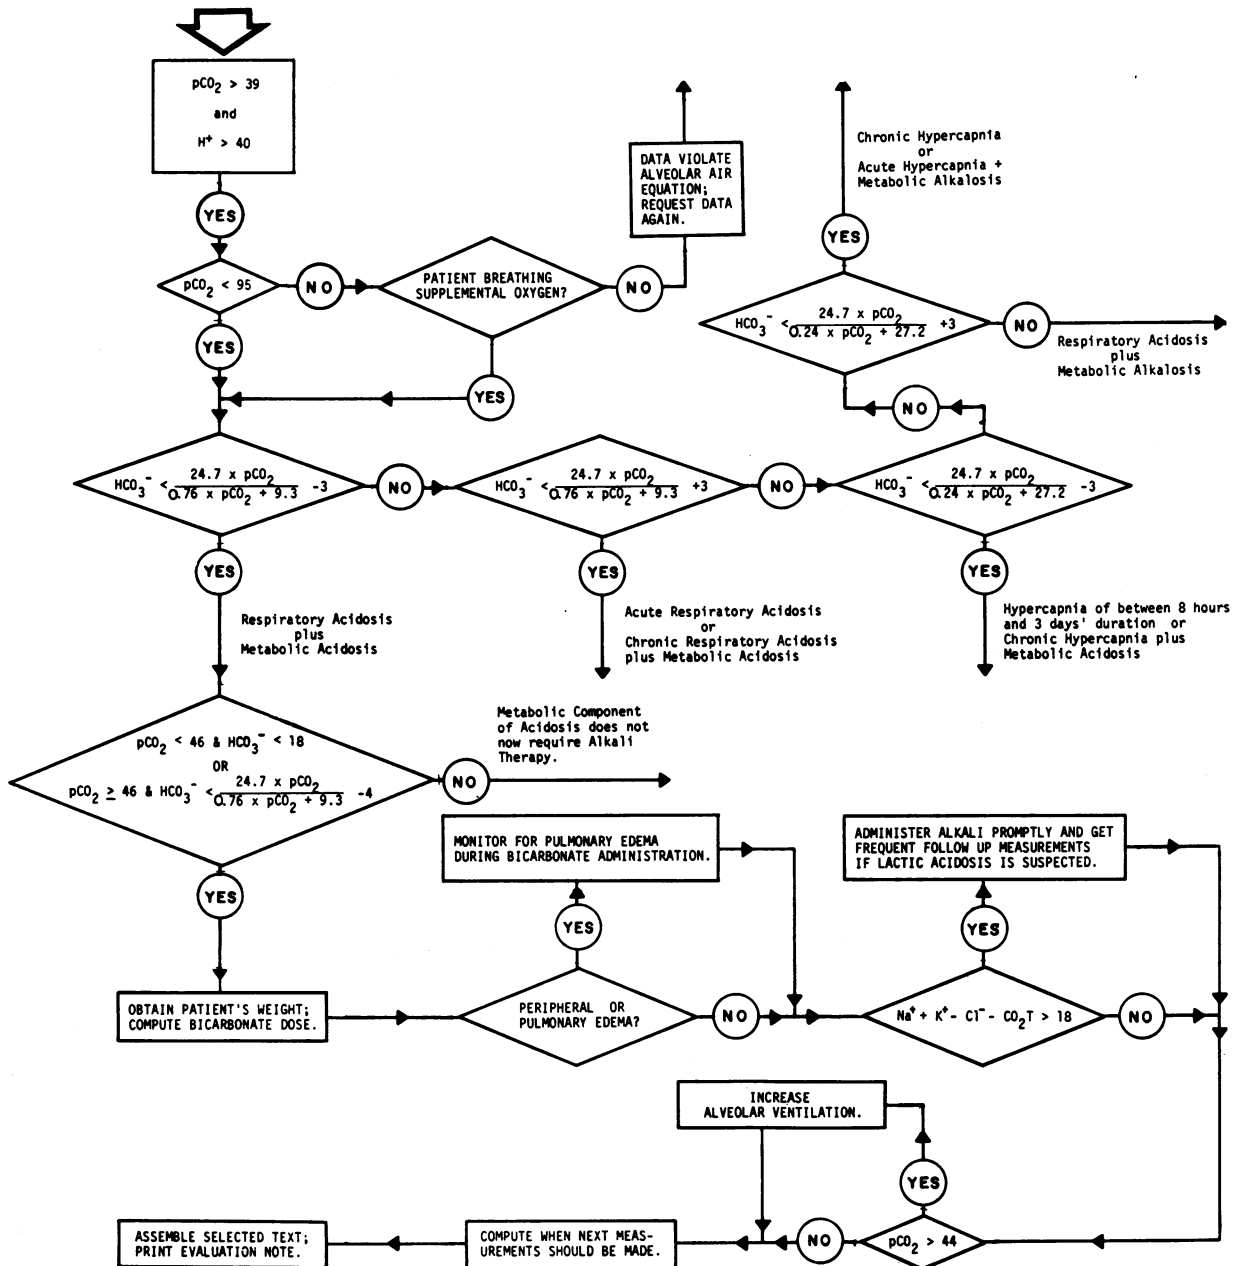 pCO2 > 39
and
H+ > 40
YES
pCO2 < 95
NO
PATIENT BREATHING
SUPPLEMENTAL OXYGEN?
NO
DATA VIOLATE
ALVEOLAR AIR
EQUATION;
REQUEST DATA
AGAIN.
YES
YES
Chronic Hypercapnia
or
Acute Hypercapnia +
Metabolic Alkalosis
YES
HCO3- < 24.7 x pCO2 / 0.24 x pCO2 + 27.2 +3
NO
Respiratory Acidosis
plus
Metabolic Alkalosis
NO
HCO3- < 24.7 x pCO2 / 0.76 x pCO2 + 9.3 -3
NO
HCO3- < 24.7 x pCO2 / 0.76 x pCO2 + 9.3 +3
NO
HCO3- < 24.7 x pCO2 / 0.24 x pCO2 + 27.2 -3
YES
YES
YES
Respiratory Acidosis
plus
Metabolic Acidosis
Acute Respiratory Acidosis
or
Chronic Respiratory Acidosis
plus Metabolic Acidosis
Hypercapnia of between 8 hours
and 3 days' duration or
Chronic Hypercapnia plus
Metabolic Acidosis
pCO2 < 46 & HCO3- < 18
OR
pCO2 ≥ 46 & HCO3- < 24.7 x pCO2 / 0.76 x pCO2 + 9.3 -4
NO
Metabolic Component
of Acidosis does not
now require Alkali
Therapy.
YES
MONITOR FOR PULMONARY EDEMA
DURING BICARBONATE ADMINISTRATION.
ADMINISTER ALKALI PROMPTLY AND GET
FREQUENT FOLLOW UP MEASUREMENTS
IF LACTIC ACIDOSIS IS SUSPECTED.
YES
YES
OBTAIN PATIENT'S WEIGHT;
COMPUTE BICARBONATE DOSE.
PERIPHERAL OR
PULMONARY EDEMA?
NO
Na+ + K+ - Cl- - CO2T > 18
NO
INCREASE
ALVEOLAR VENTILATION.
YES
ASSEMBLE SELECTED TEXT;
PRINT EVALUATION NOTE.
COMPUTE WHEN NEXT MEAS-
UREMENTS SHOULD BE MADE.
NO
pCO2 > 44